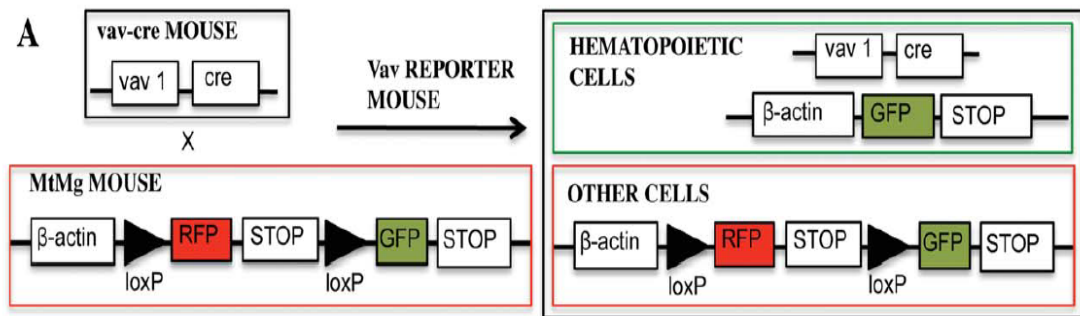 A
vav-cre MOUSE
vav 1 cre
X
MtMg MOUSE
β-actin RFP STOP GFP STOP
loxP loxP
Vav REPORTER
MOUSE
HEMATOPOIETIC
CELLS
vav 1 cre
β-actin GFP STOP
OTHER CELLS
β-actin RFP STOP GFP STOP
loxP loxP